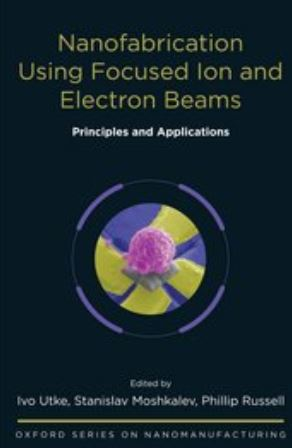 Nanofabrication
Using Focused Ion and
Electron Beams
Principles and Applications
Edited by
Ivo Utke, Stanislav Moshkalev, Phillip Russell
OXFORD SERIES ON NANOMANUFACTURING